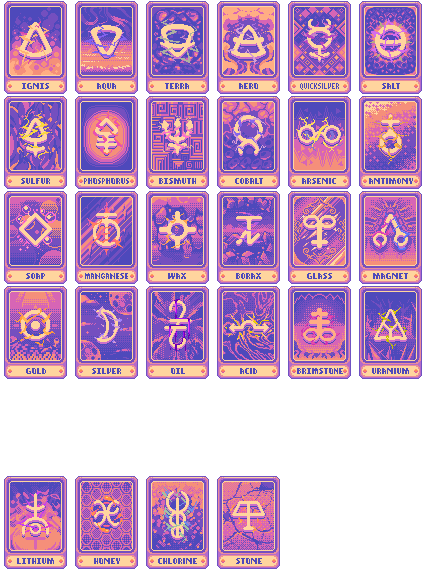 IGNIS
AQUA
TERRA
AERO
QUICKSILVER
SALT
SULFUR
PHOSPHORUS
BISMUTH
COBALT
ARSENIC
ANTIMONY
SOAP
MANGANESE
WAX
BORAX
GLASS
MAGNET
GOLD
SILVER
OIL
ACID
BRIMSTONE
URANIUM
LITHIUM
HONEY
CHLORINE
STONE